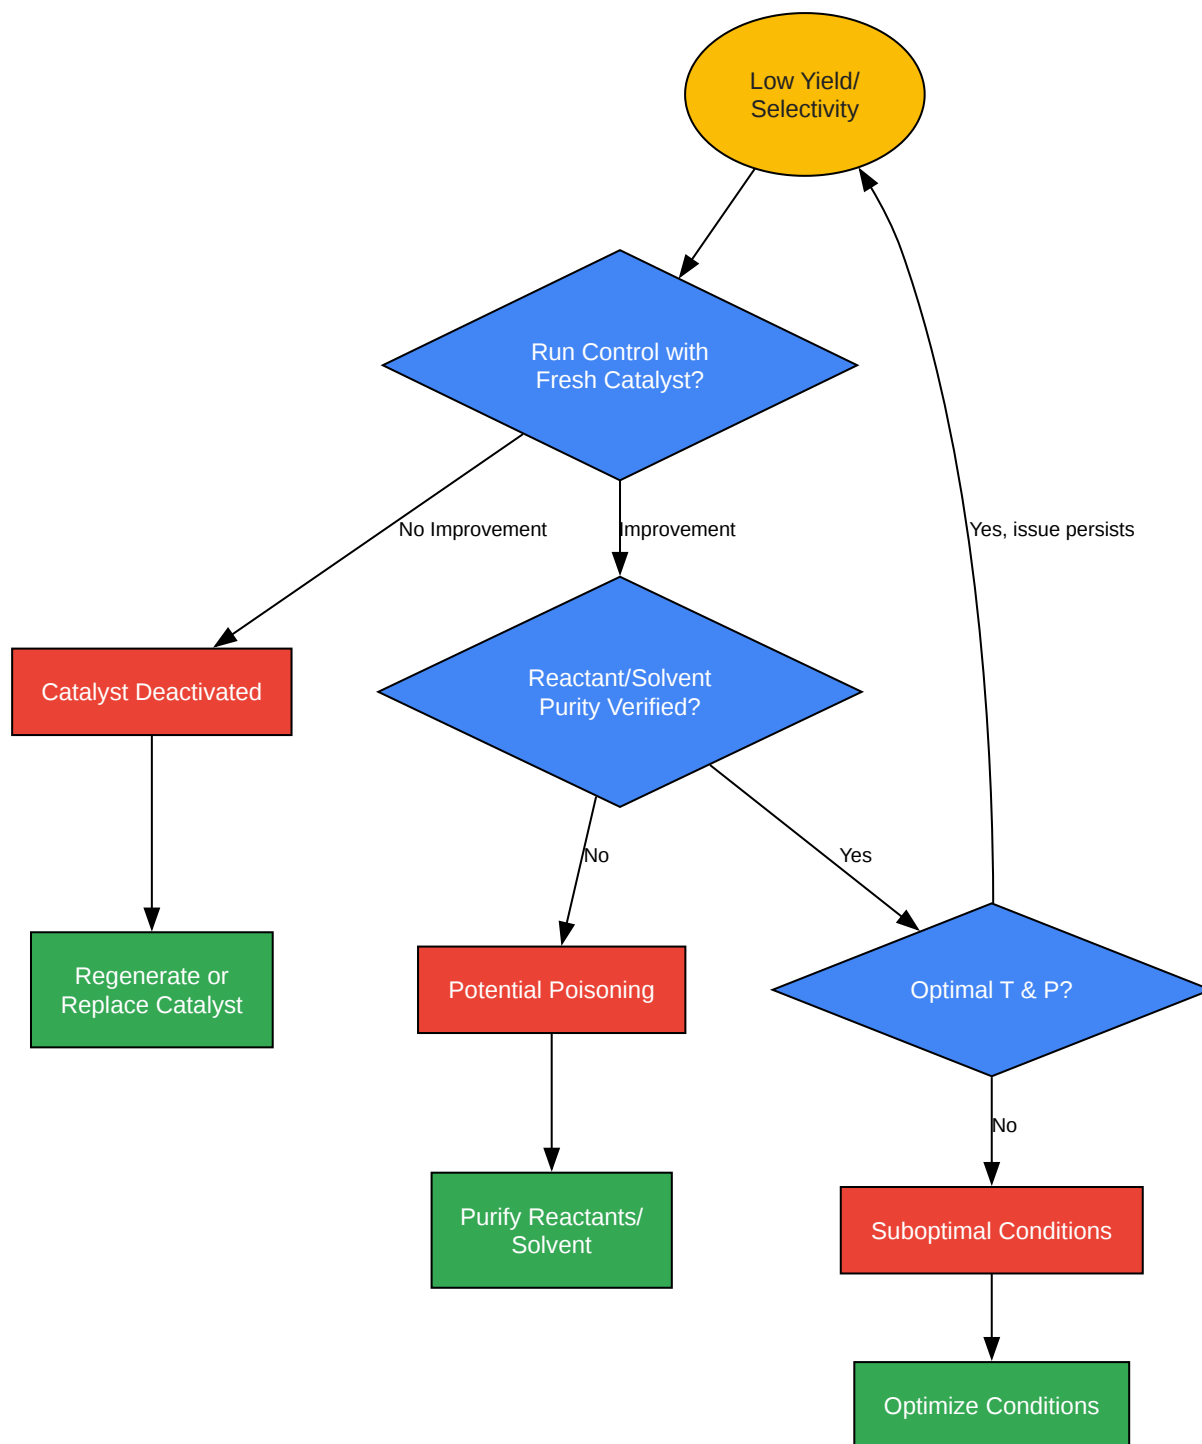 Low Yield/
Selectivity
Run Control with
Fresh Catalyst?
No Improvement
Improvement
Yes, issue persists
Catalyst Deactivated
Reactant/Solvent
Purity Verified?
No
Yes
Regenerate or
Replace Catalyst
Potential Poisoning
Optimal T & P?
No
Purify Reactants/
Solvent
Suboptimal Conditions
Optimize Conditions